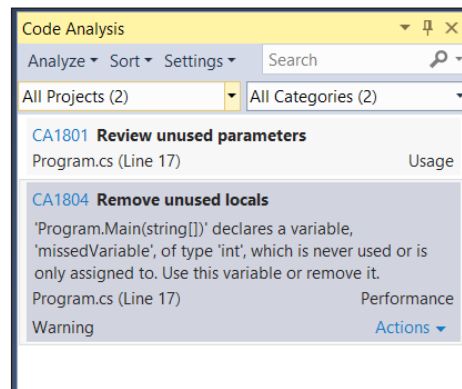 Code Analysis
Analyze Sort Settings Search
All Projects (2) All Categories (2)
CA1801 Review unused parameters
Program.cs (Line 17) Usage
CA1804 Remove unused locals
'Program.Main(string[])' declares a variable,
'missedVariable', of type 'int', which is never used or is
only assigned to. Use this variable or remove it.
Program.cs (Line 17) Performance
Warning Actions